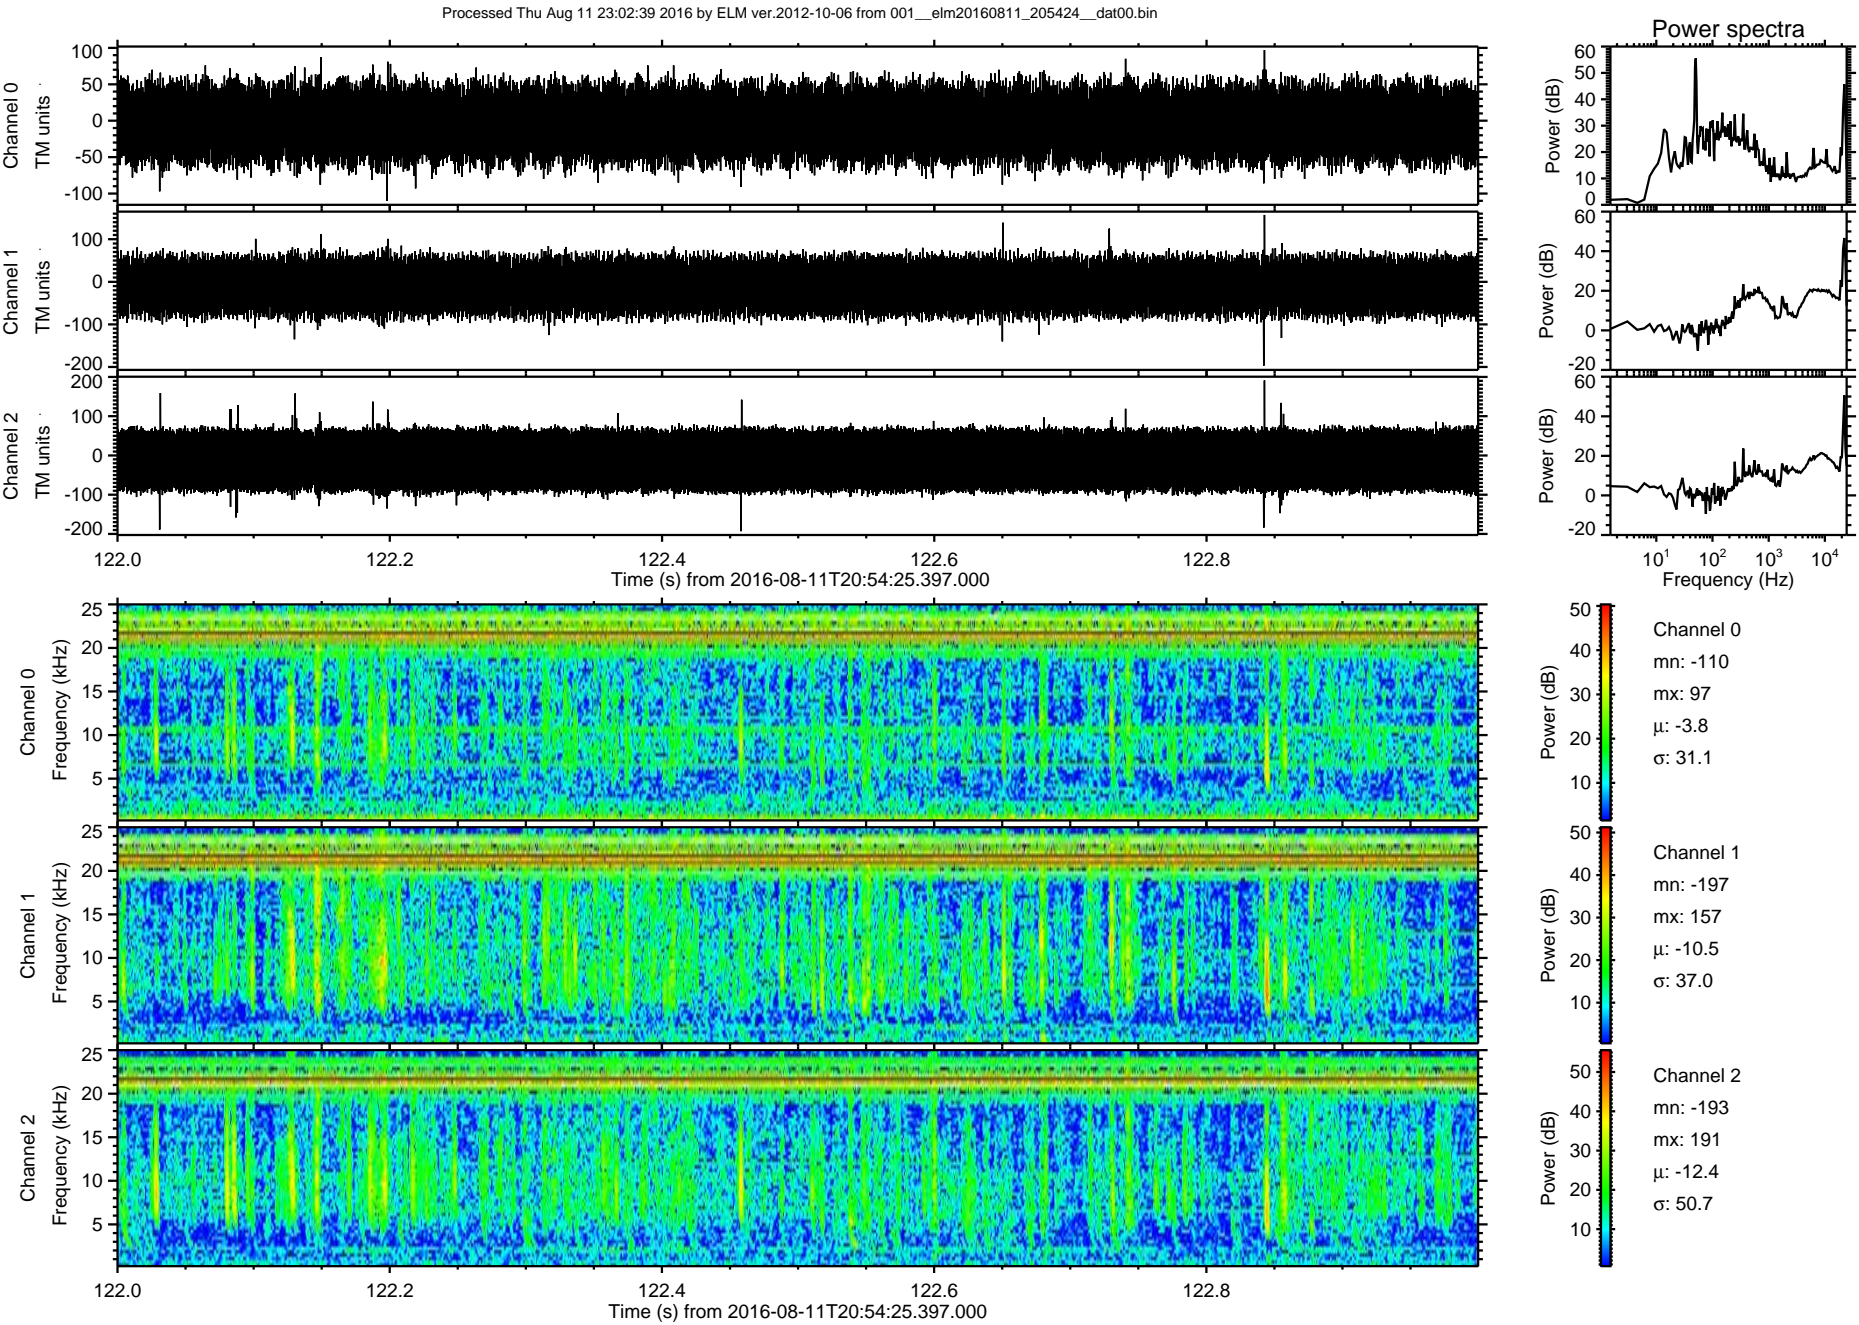 Processed Thu Aug 11 23:02:39 2016 by ELM ver.2012-10-06 from 001__elm20160811_205424__dat00.bin
Power spectra
Channel 0
TM units
100
50
0
-50
-100
Power (dB)
60
50
40
30
20
10
0
Channel 1
TM units
100
0
-100
-200
Power (dB)
60
40
20
0
-20
Channel 2
TM units
200
100
0
-100
-200
Power (dB)
60
40
20
0
-20
122.0 122.2 122.4 122.6 122.8
Time (s) from 2016-08-11T20:54:25.397.000
10¹ 10² 10³ 10⁴
Frequency (Hz)
Channel 0
Frequency (kHz)
25
20
15
10
5
Power (dB)
50
40
30
20
10
Channel 0
mn: -110
mx: 97
µ: -3.8
σ: 31.1
Channel 1
Frequency (kHz)
25
20
15
10
5
Power (dB)
50
40
30
20
10
Channel 1
mn: -197
mx: 157
µ: -10.5
σ: 37.0
Channel 2
Frequency (kHz)
25
20
15
10
5
Power (dB)
50
40
30
20
10
Channel 2
mn: -193
mx: 191
µ: -12.4
σ: 50.7
122.0 122.2 122.4 122.6 122.8
Time (s) from 2016-08-11T20:54:25.397.000